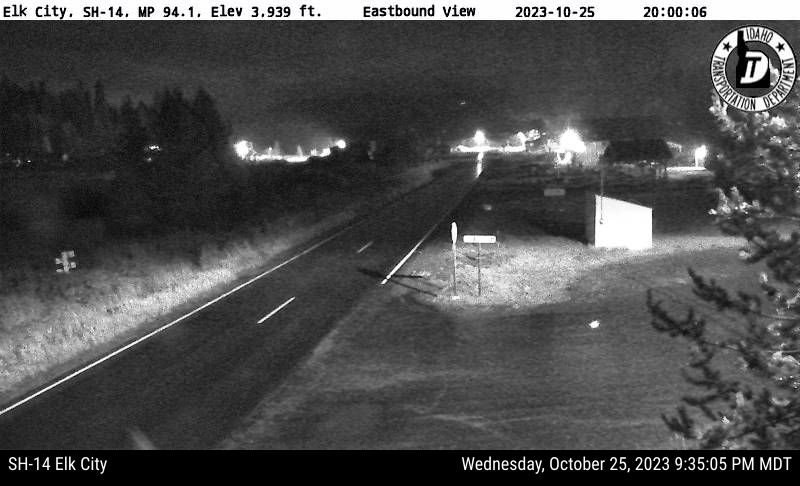 Elk City, SH-14, MP 94.1, Elev 3,939 ft. Eastbound View 2023-10-25 20:00:06
IDAHO
TRANSPORTATION DEPARTMENT
SH-14 Elk City Wednesday, October 25, 2023 9:35:05 PM MDT